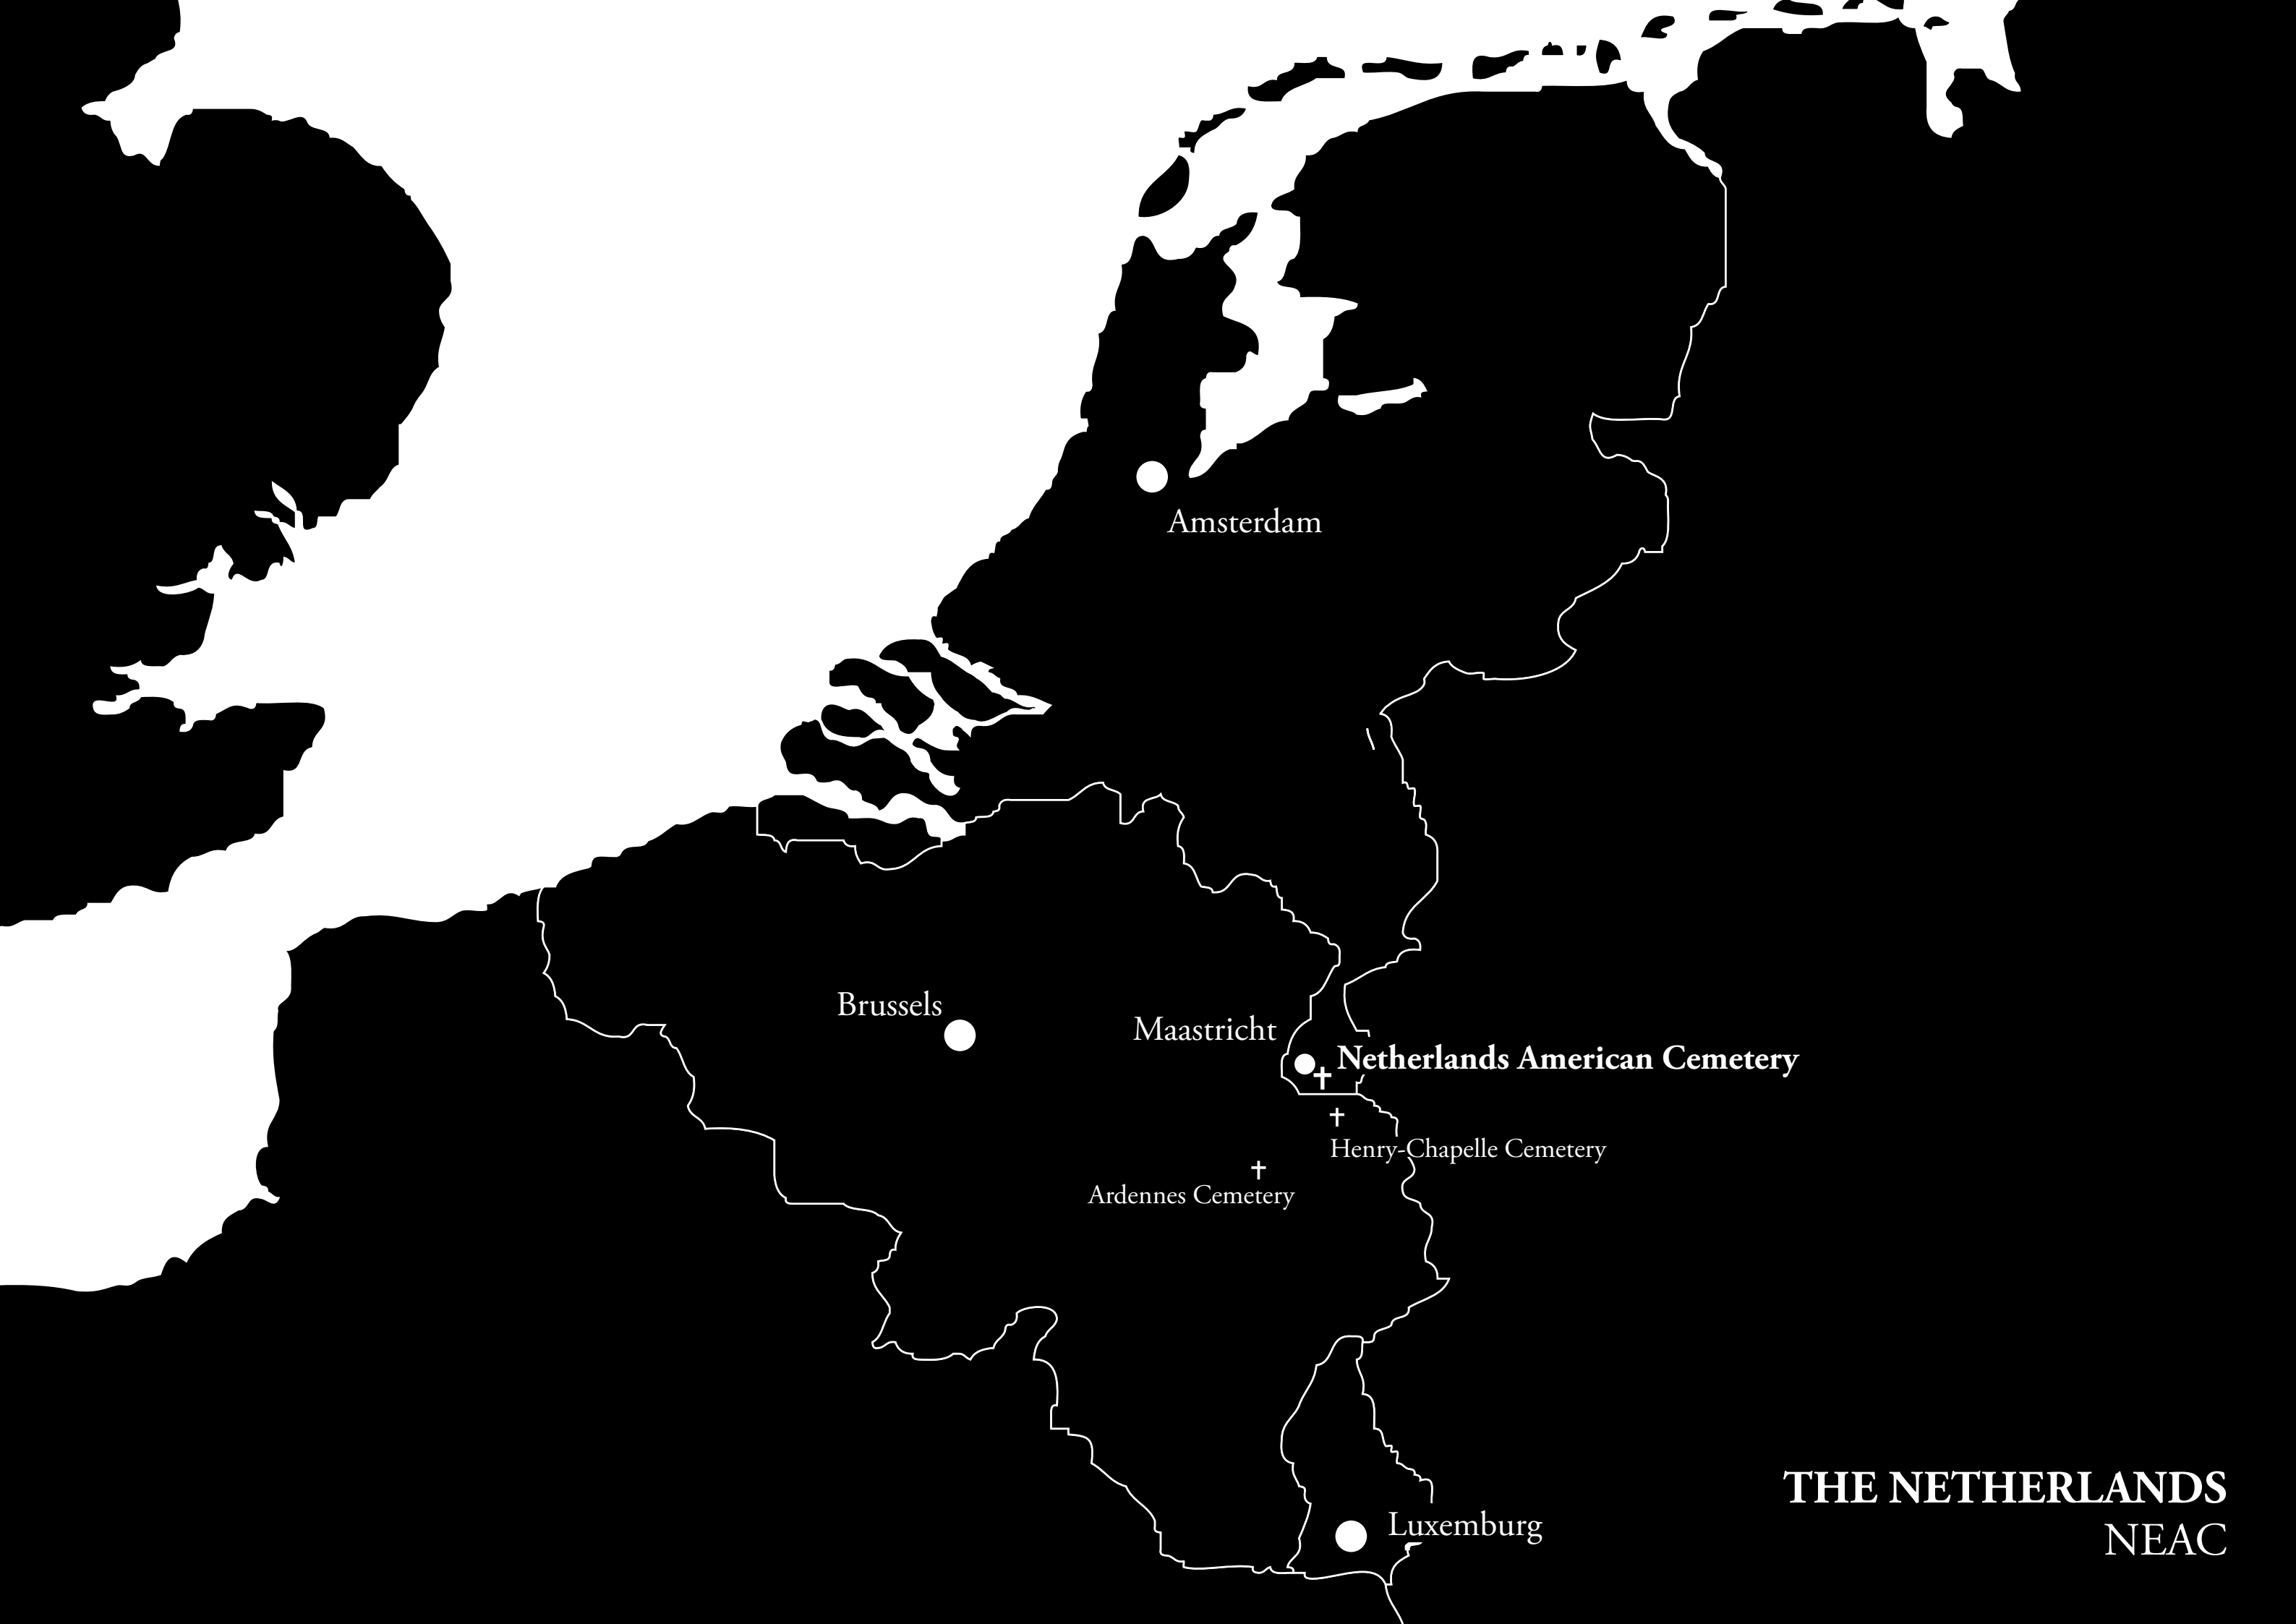 Amsterdam
Brussels
Maastricht
Netherlands American Cemetery
Henry-Chapelle Cemetery
Ardennes Cemetery
THE NETHERLANDS
NEAC
Luxemburg